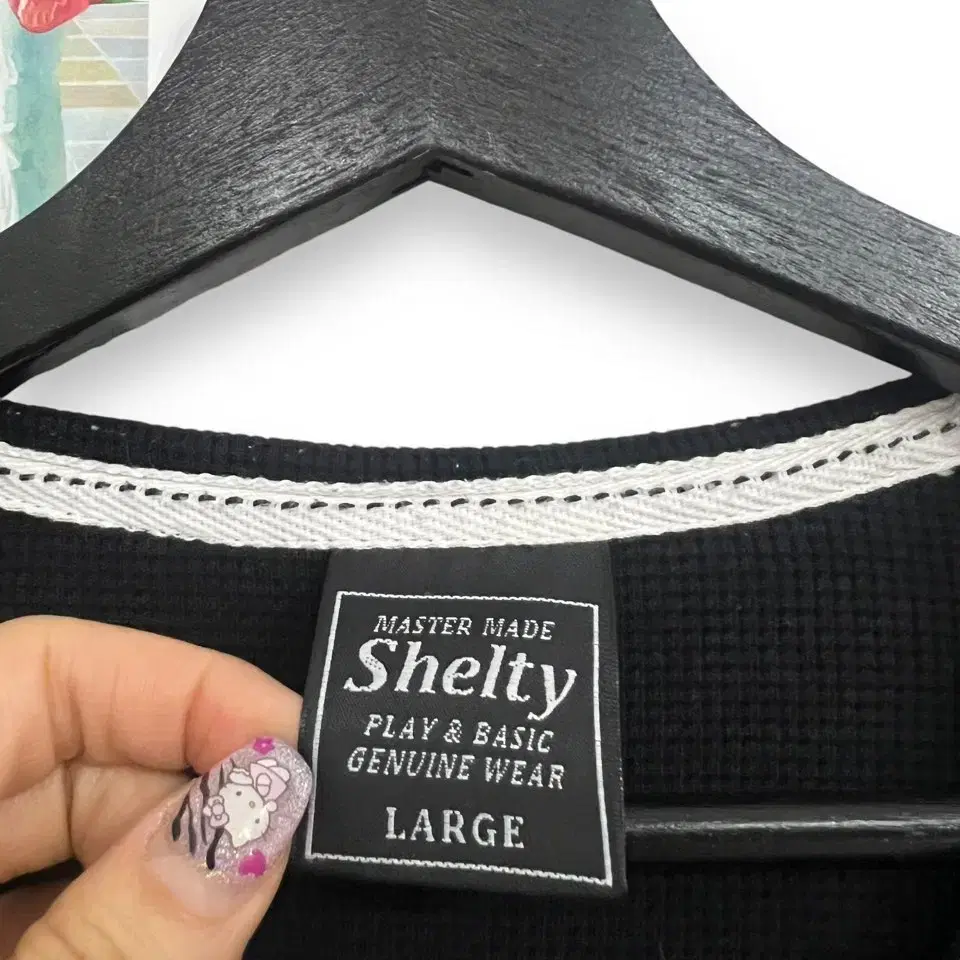 MASTER MADE
Shelty
PLAY & BASIC
GENUINE WEAR
LARGE